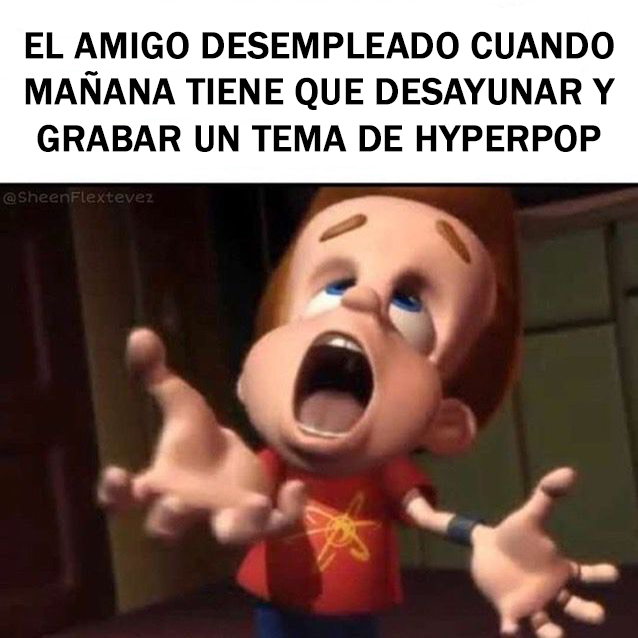 EL AMIGO DESEMPLEADO CUANDO
MAÑANA TIENE QUE DESAYUNAR Y
GRABAR UN TEMA DE HYPERPOP
@SheenFlextevez